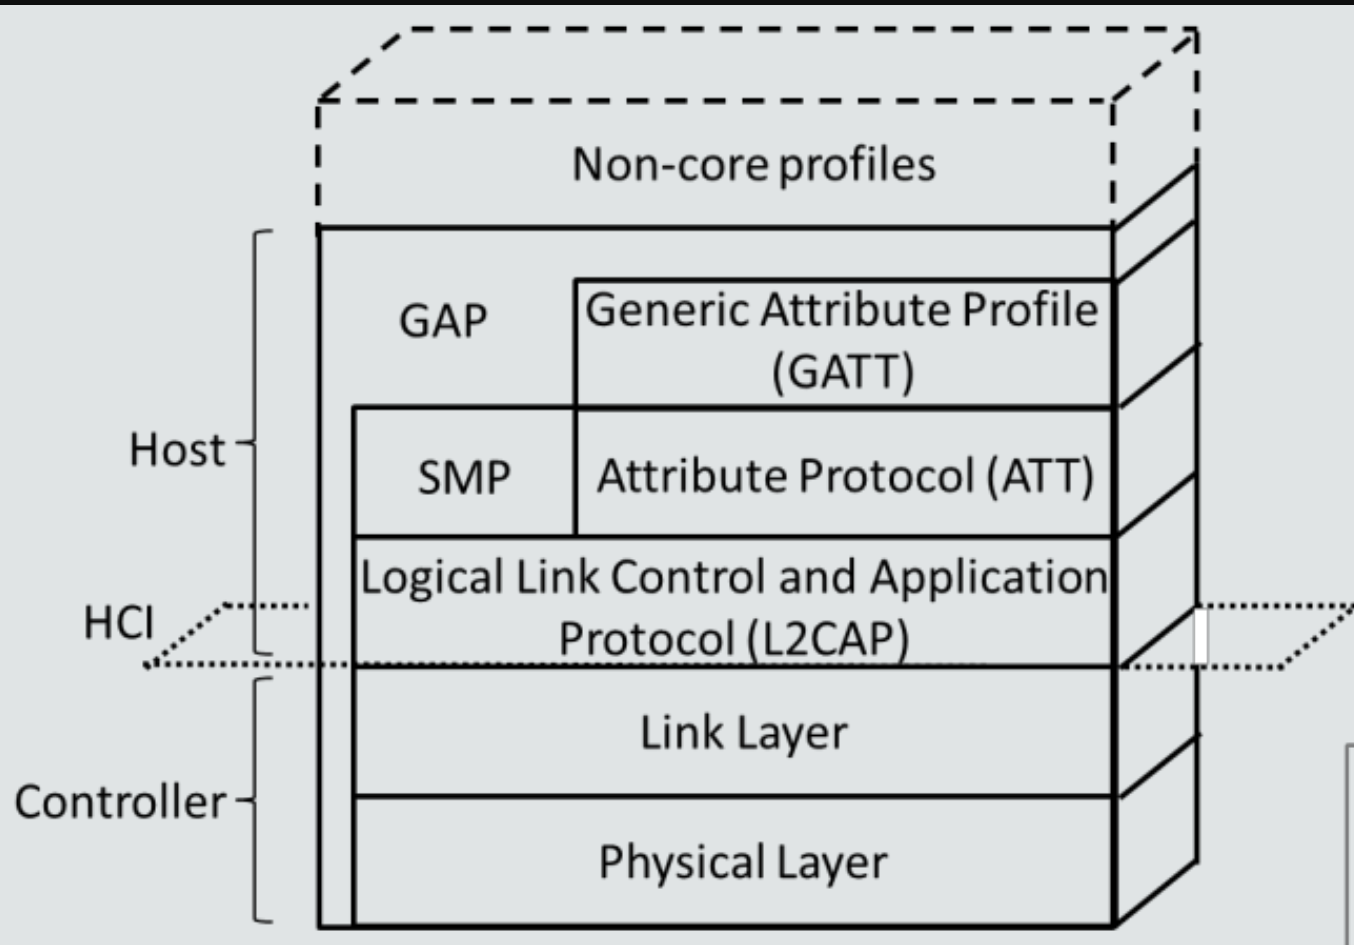 Non-core profiles
GAP
Generic Attribute Profile
(GATT)
Host
SMP
Attribute Protocol (ATT)
Logical Link Control and Application
Protocol (L2CAP)
HCI
Link Layer
Controller
Physical Layer